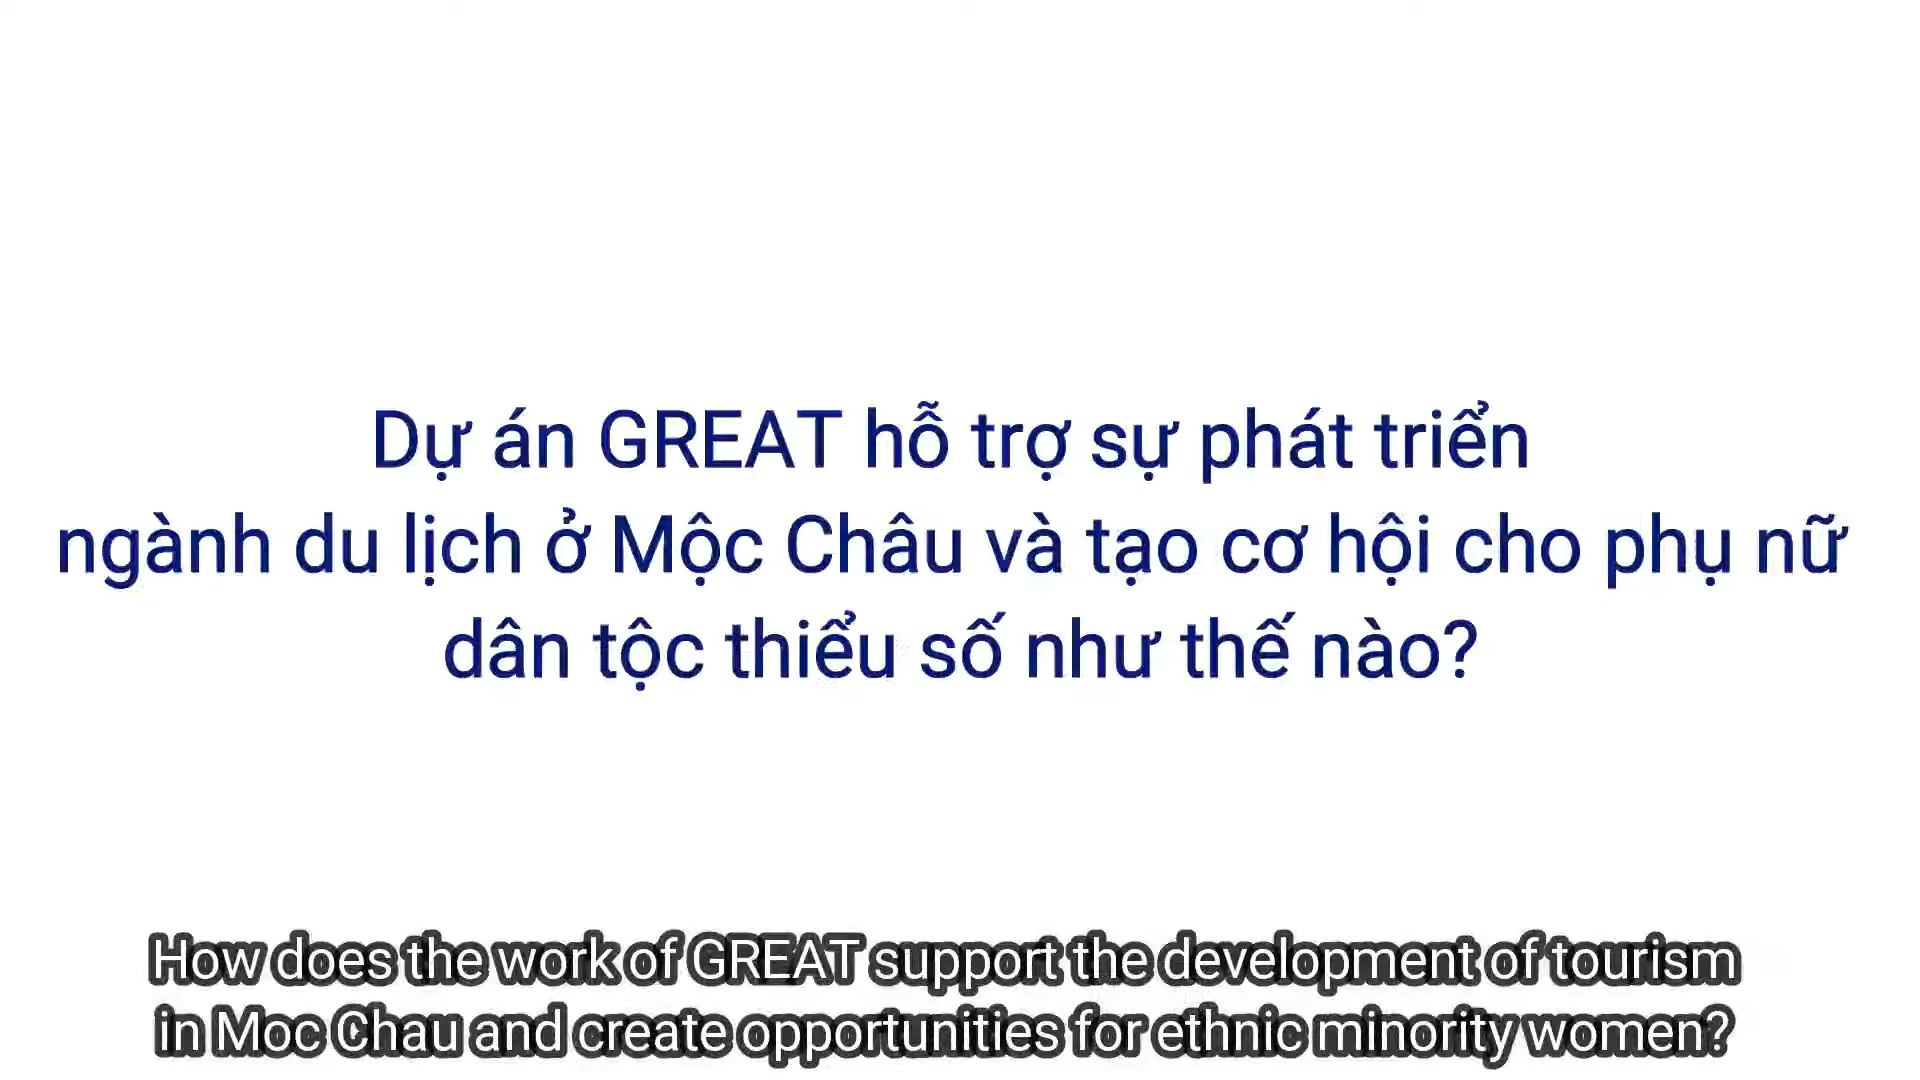 Dự án GREAT hỗ trợ sự phát triển
ngành du lịch ở Mộc Châu và tạo cơ hội cho phụ nữ
dân tộc thiểu số như thế nào?
How does the work of GREAT support the development of tourism
in Moc Chau and create opportunities for ethnic minority women?